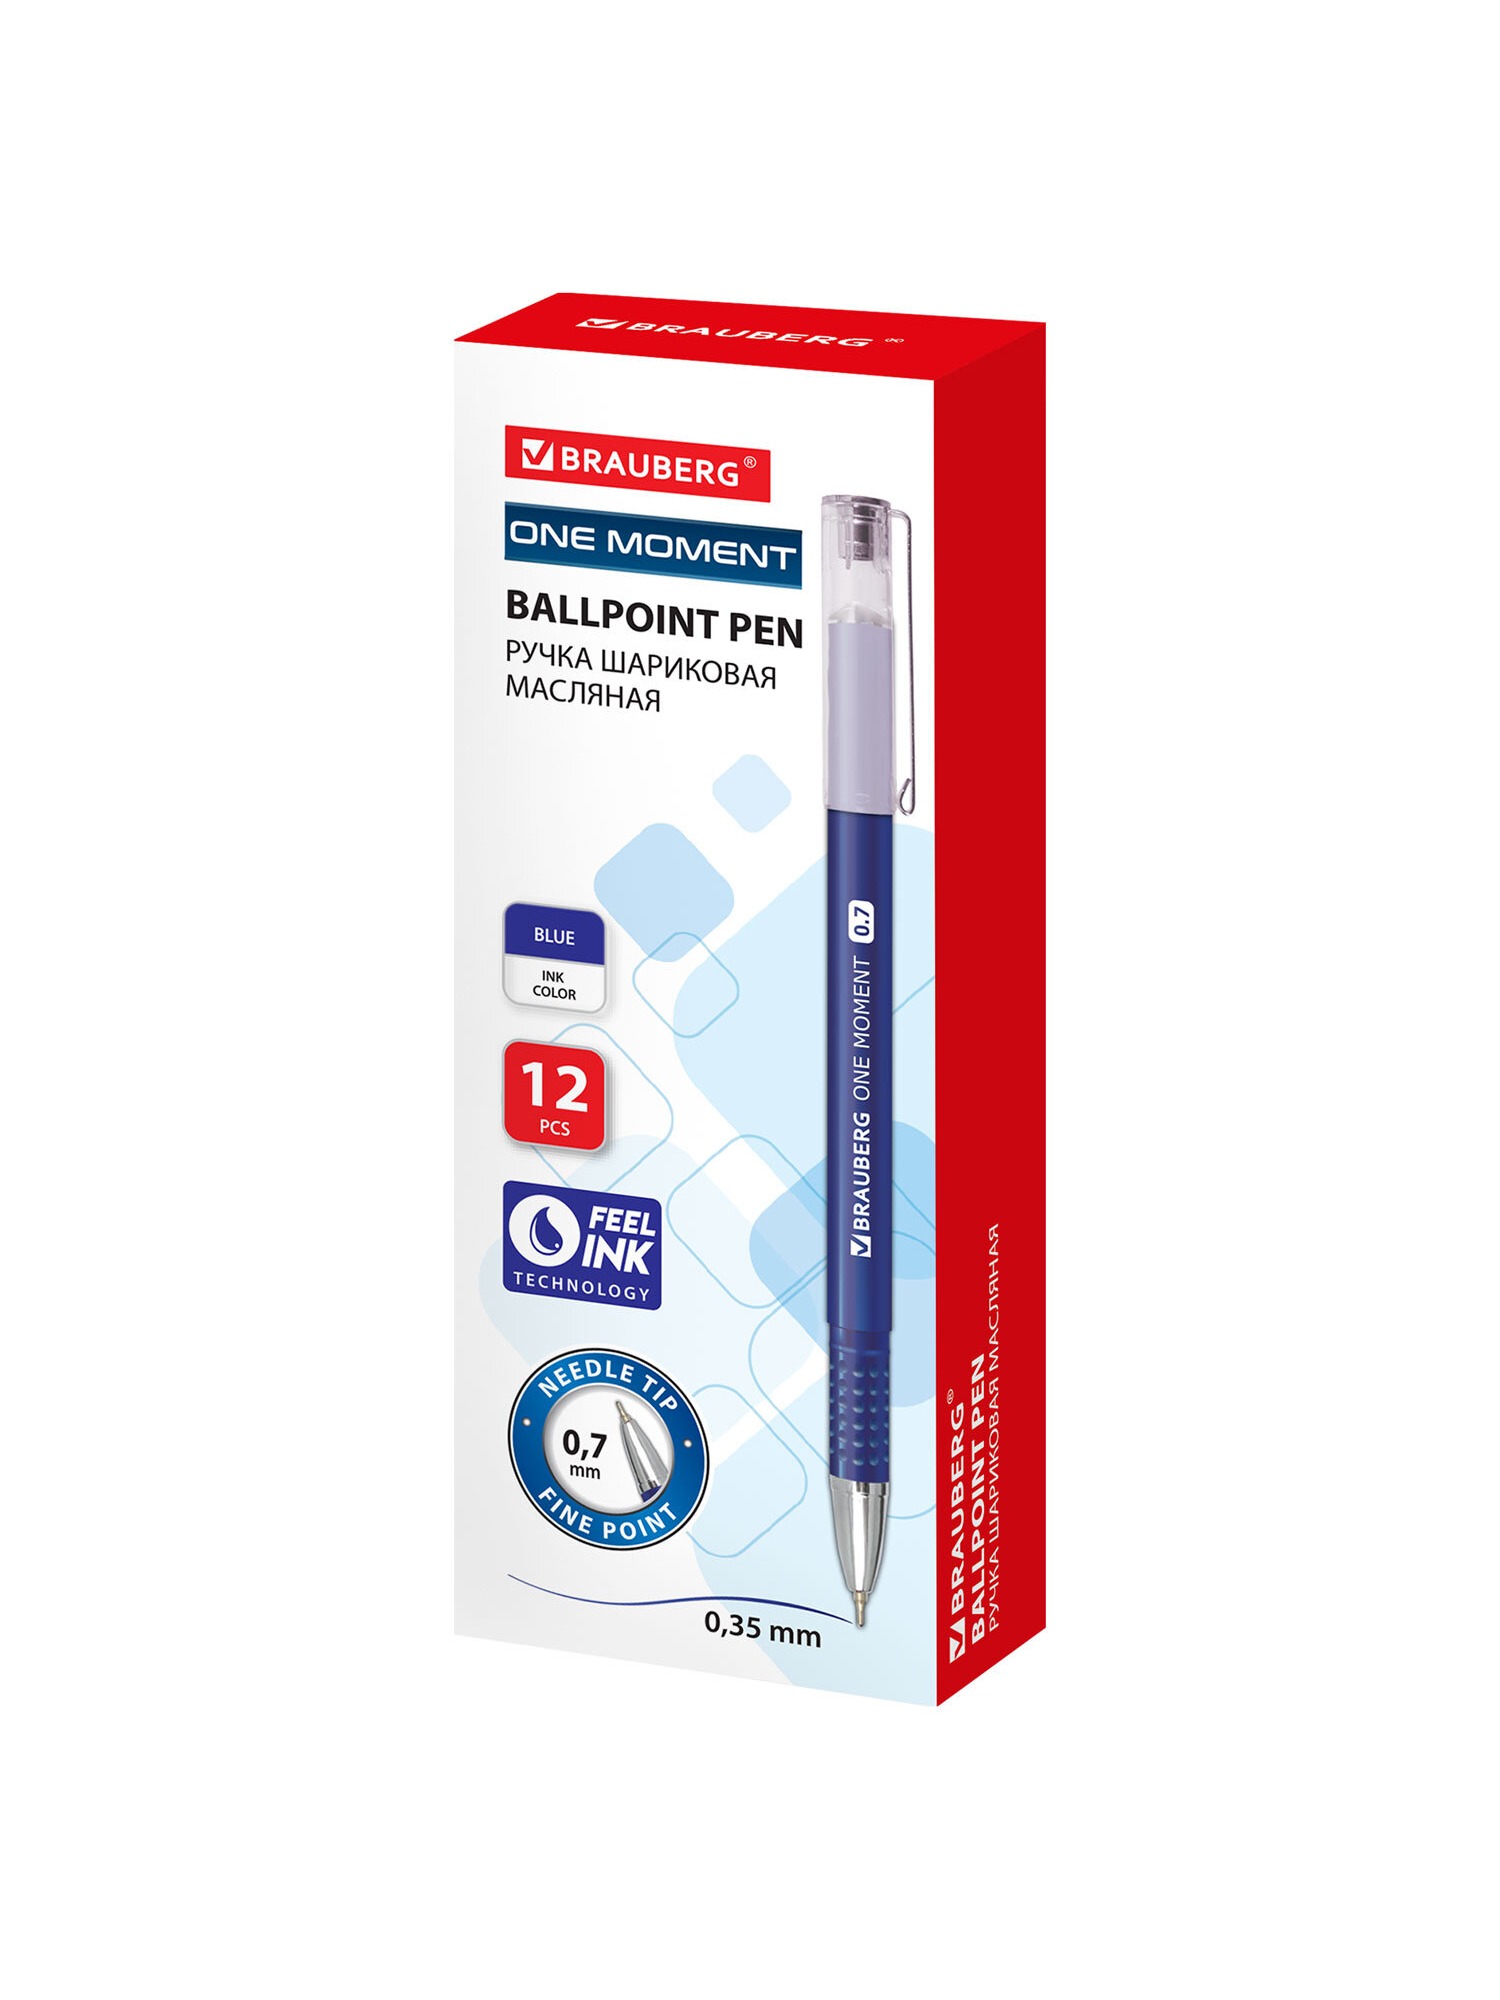 BRAUBERG ®
BRAUBERG®
ONE MOMENT
BALLPOINT PEN
РУЧКА ШАРИКОВАЯ
МАСЛЯНАЯ
BLUE
INK
COLOR
12
PCS
FEEL
INK
TECHNOLOGY
NEEDLE TIP
0,7
mm
FINE POINT
0,35 mm
BRAUBERG ONE MOMENT 0.7
BRAUBERG®
BALLPOINT PEN
РУЧКА ШАРИКОВАЯ МАСЛЯНАЯ